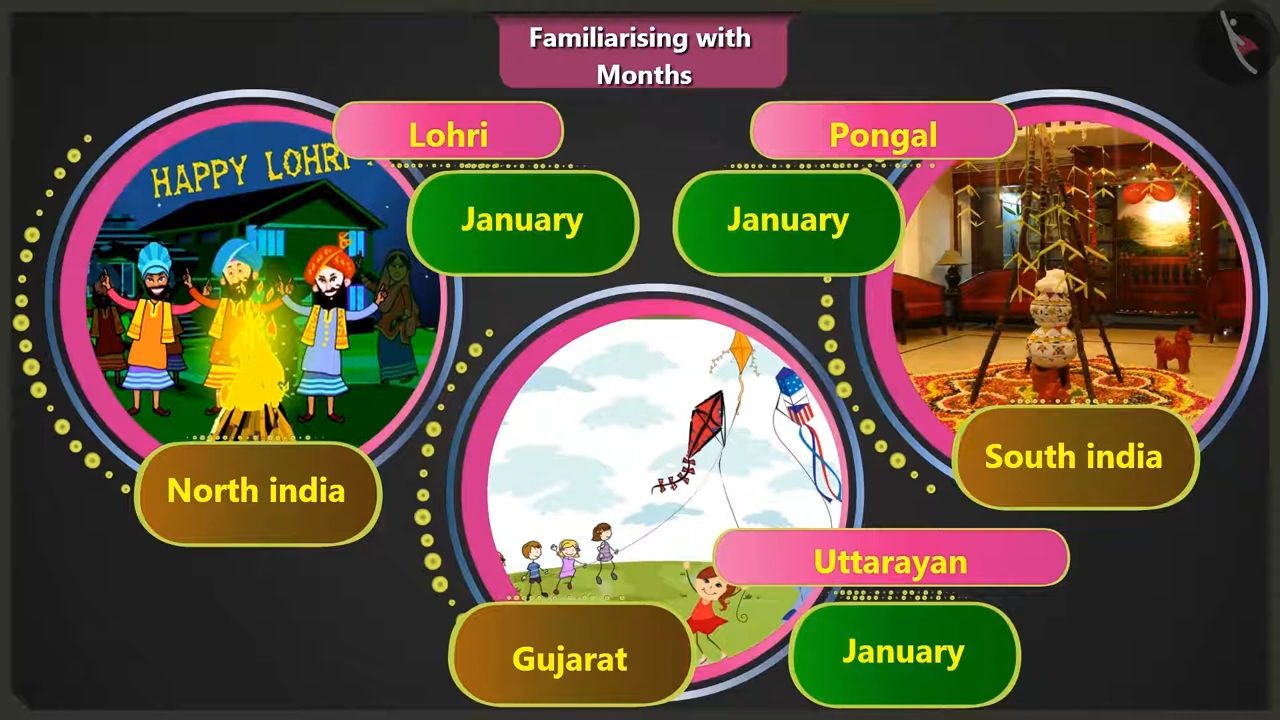 Familiarising with
Months
HAPPY LOHRI
Lohri
January
North india
Pongal
January
South india
Uttarayan
January
Gujarat